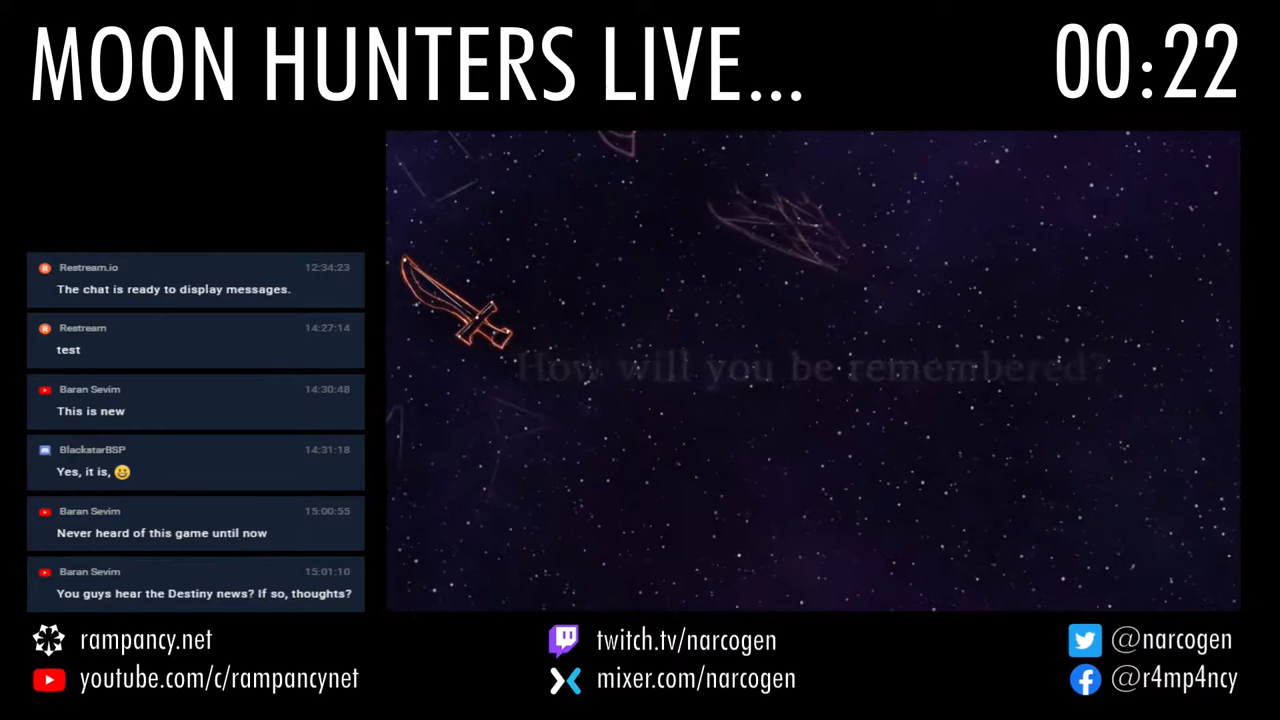 MOON HUNTERS LIVE...
00:22
Restream.io 12:34:23
The chat is ready to display messages.
Restream 14:27:14
test
Baran Sevim 14:30:48
This is new
BlackstarBSP 14:31:18
Yes, it is, 😀
Baran Sevim 15:00:55
Never heard of this game until now
Baran Sevim 15:01:10
You guys hear the Destiny news? If so, thoughts?
How will you be remembered?
rampancy.net
youtube.com/c/rampancynet
twitch.tv/narcogen
mixer.com/narcogen
@narcogen
@r4mp4ncy